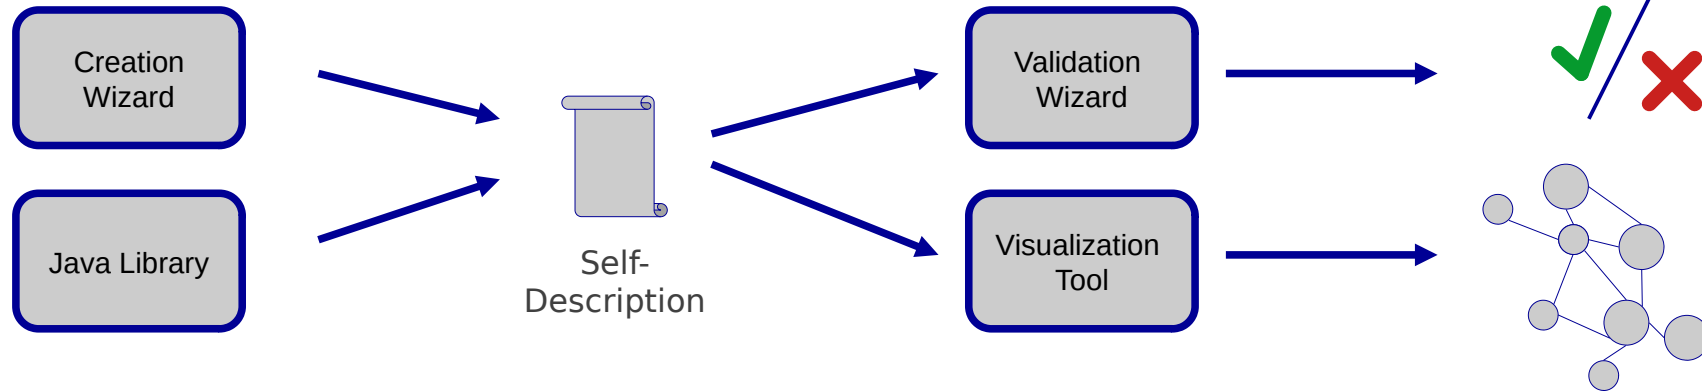 Creation
Wizard
Java Library
Self-
Description
Validation
Wizard
Visualization
Tool